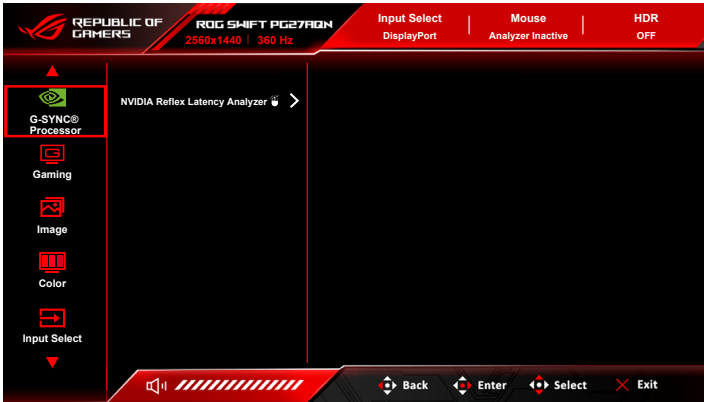 REPUBLIC OF
GAMERS
ROG SWIFT PG27AQN
2560x1440 | 360 Hz
Input Select
DisplayPort
Mouse
Analyzer Inactive
HDR
OFF
G-SYNC®
Processor
NVIDIA Reflex Latency Analyzer
Gaming
Image
Color
Input Select
Back
Enter
Select
Exit